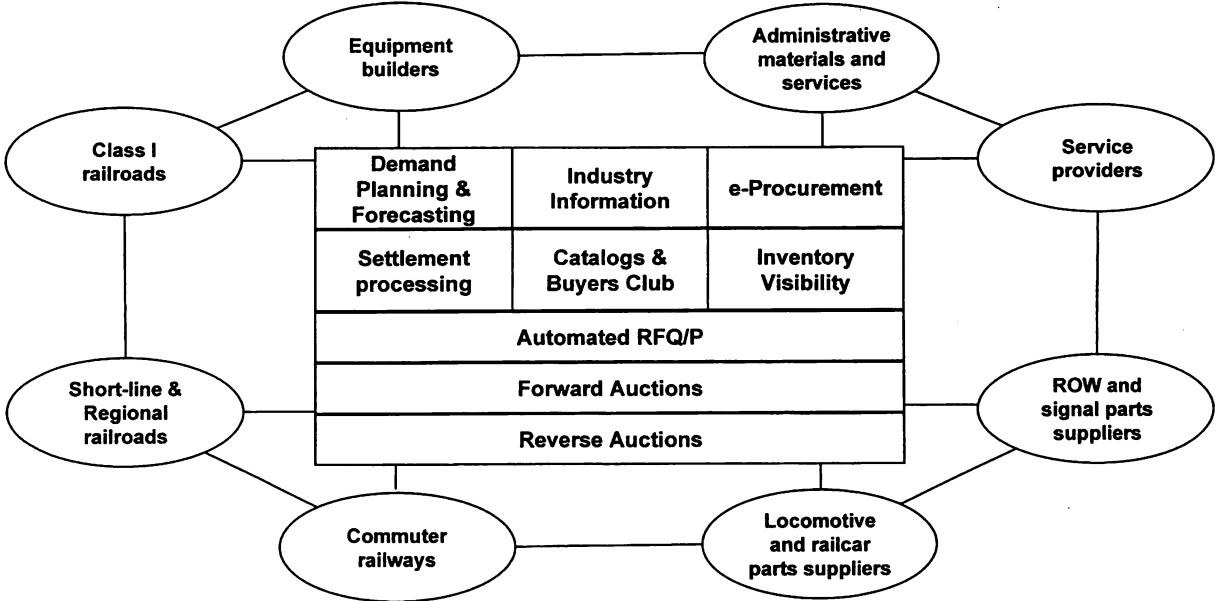 Equipment
builders
Administrative
materials and
services
Class I
railroads
Service
providers
Demand
Planning &
Forecasting
Industry
Information
e-Procurement
Settlement
processing
Catalogs &
Buyers Club
Inventory
Visibility
Automated RFQ/P
Forward Auctions
Reverse Auctions
Short-line &
Regional
railroads
ROW and
signal parts
suppliers
Commuter
railways
Locomotive
and railcar
parts suppliers